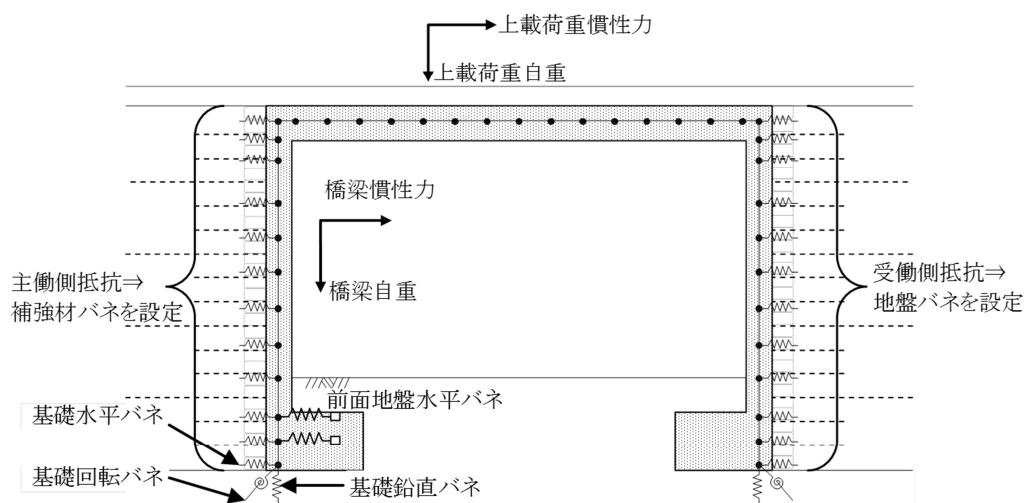 上載荷重慣性力
上載荷重自重
橋梁慣性力
橋梁自重
主働側抵抗⇒
補強材バネを設定
受働側抵抗⇒
地盤バネを設定
前面地盤水平バネ
基礎水平バネ
基礎回転バネ
基礎鉛直バネ